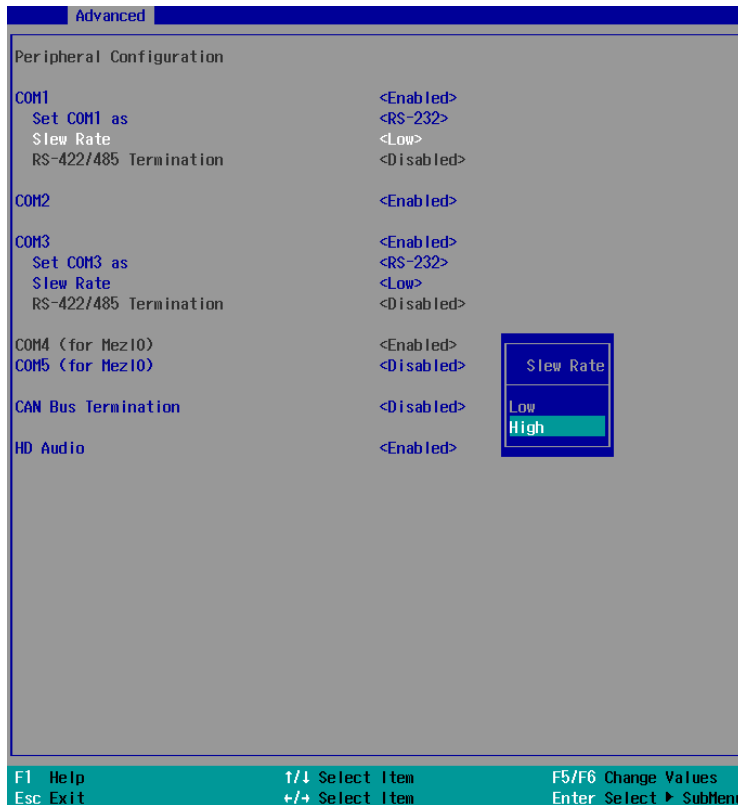 Advanced
Peripheral Configuration
COM1 <Enabled>
Set COM1 as <RS-232>
Slew Rate <Low>
RS-422/485 Termination <Disabled>
COM2 <Enabled>
COM3 <Enabled>
Set COM3 as <RS-232>
Slew Rate <Low>
RS-422/485 Termination <Disabled>
COM4 (for MezIO) <Enabled>
COM5 (for MezIO) <Disabled>
CAN Bus Termination <Disabled>
HD Audio <Enabled>
Slew Rate
Low
High
F1 Help ↑/↓ Select Item F5/F6 Change Values
Esc Exit ←/→ Select Item Enter Select ▶ SubMenu